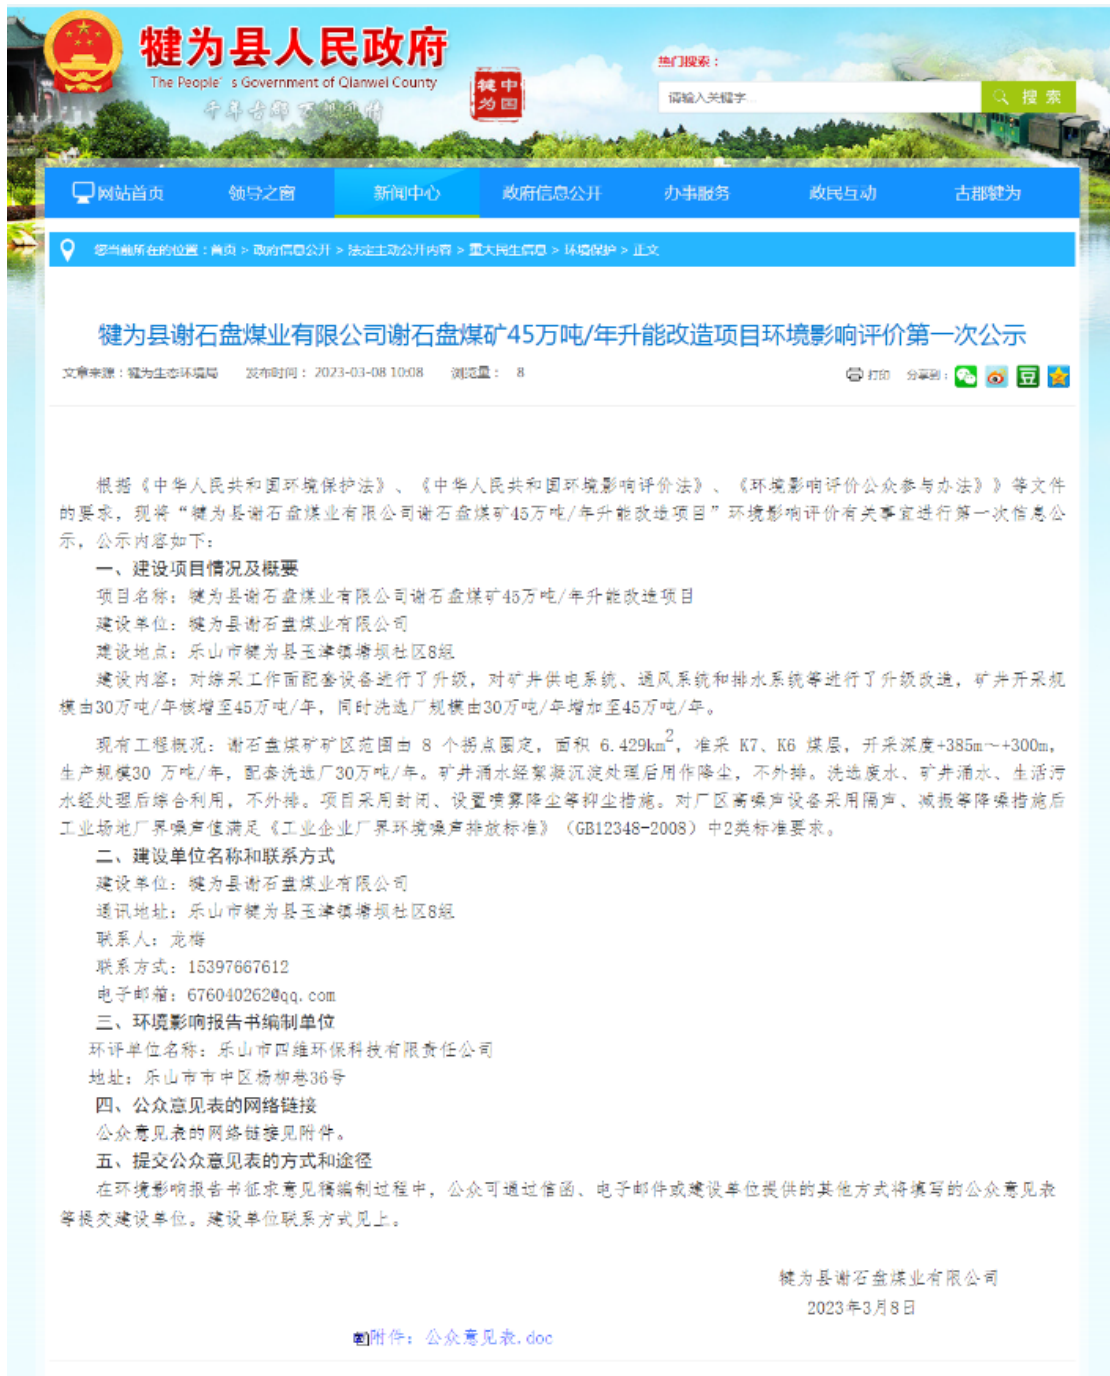 犍为县人民政府
The People's Government of Qianwei County
千年古郡
中国
犍为
热门搜索：
请输入关键字...
搜 索
网站首页 领导之窗 新闻中心 政府信息公开 办事服务 政民互动 古郡犍为
您当前所在的位置：首页 > 政府信息公开 > 法定主动公开内容 > 重大民生信息 > 环境保护 > 正文
犍为县谢石盘煤业有限公司谢石盘煤矿45万吨/年升能改造项目环境影响评价第一次公示
文章来源：犍为生态环境局 发布时间： 2023-03-08 10:08 浏览量： 8 打印 分享到：
根据《中华人民共和国环境保护法》、《中华人民共和国环境影响评价法》、《环境影响评价公众参与办法》》等文件
的要求，现将“犍为县谢石盘煤业有限公司谢石盘煤矿45万吨/年升能改造项目”环境影响评价有关事宜进行第一次信息公
示，公示内容如下：
一、建设项目情况及概要
项目名称：犍为县谢石盘煤业有限公司谢石盘煤矿45万吨/年升能改造项目
建设单位：犍为县谢石盘煤业有限公司
建设地点：乐山市犍为县玉津镇塘坝社区8组
建设内容：对综采工作面配套设备进行了升级，对矿井供电系统、通风系统和排水系统等进行了升级改造，矿井开采规
模由30万吨/年核增至45万吨/年，同时洗选厂规模由30万吨/年增加至45万吨/年。
现有工程概况：谢石盘煤矿矿区范围由 8 个拐点圈定，面积 6.429km²，准采 K7、K6 煤层，开采深度+385m～+300m，
生产规模30 万吨/年，配套洗选厂30万吨/年。矿井涌水经絮凝沉淀处理后用作降尘，不外排。洗选废水、矿井涌水、生活污
水经处理后综合利用，不外排。项目采用封闭、设置喷雾降尘等抑尘措施。对厂区高噪声设备采用隔声、减振等降噪措施后
工业场地厂界噪声值满足《工业企业厂界环境噪声排放标准》（GB12348-2008）中2类标准要求。
二、建设单位名称和联系方式
建设单位：犍为县谢石盘煤业有限公司
通讯地址：乐山市犍为县玉津镇塘坝社区8组
联系人：龙梅
联系方式：15397667612
电子邮箱：676040262@qq.com
三、环境影响报告书编制单位
环评单位名称：乐山市四维环保科技有限责任公司
地址：乐山市市中区杨柳巷36号
四、公众意见表的网络链接
公众意见表的网络链接见附件。
五、提交公众意见表的方式和途径
在环境影响报告书征求意见稿编制过程中，公众可通过信函、电子邮件或建设单位提供的其他方式将填写的公众意见表
等提交建设单位。建设单位联系方式见上。
犍为县谢石盘煤业有限公司
2023年3月8日
附件：公众意见表.doc